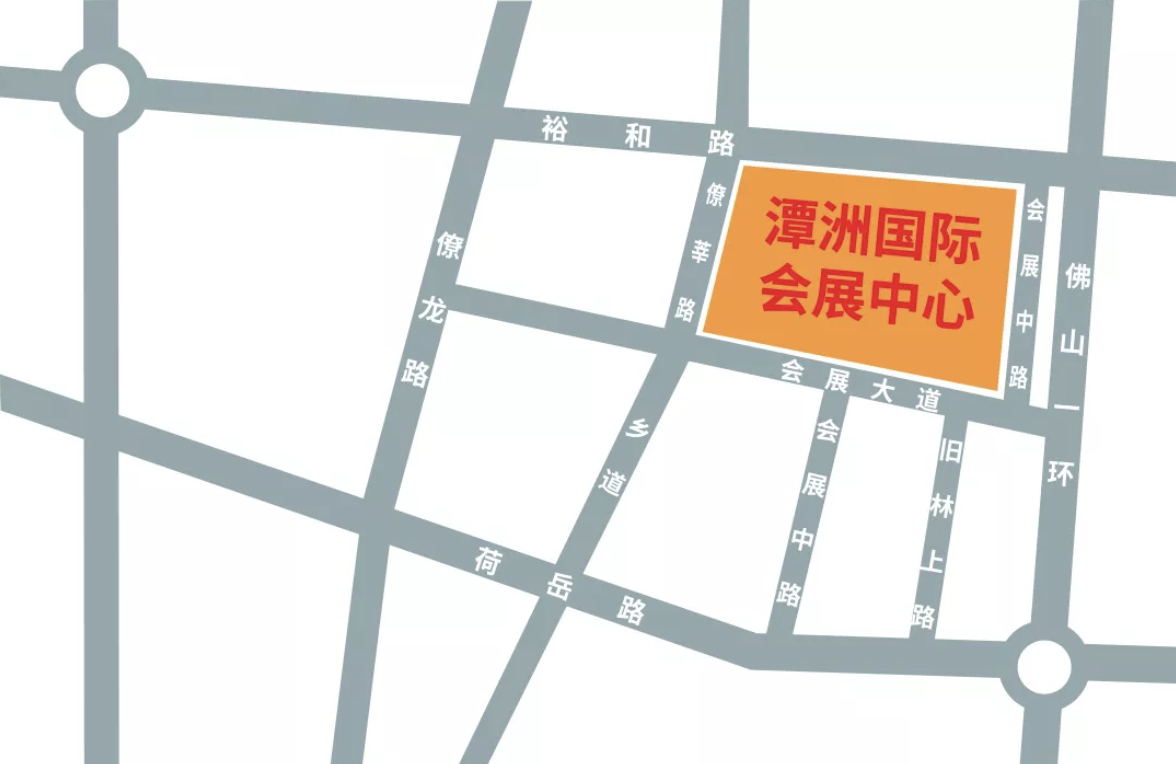 裕和路
僚莘路
潭洲国际
会展中心
会展中路
佛山一环
僚龙路
会展大道
乡道
会展中路
旧林上路
荷岳路